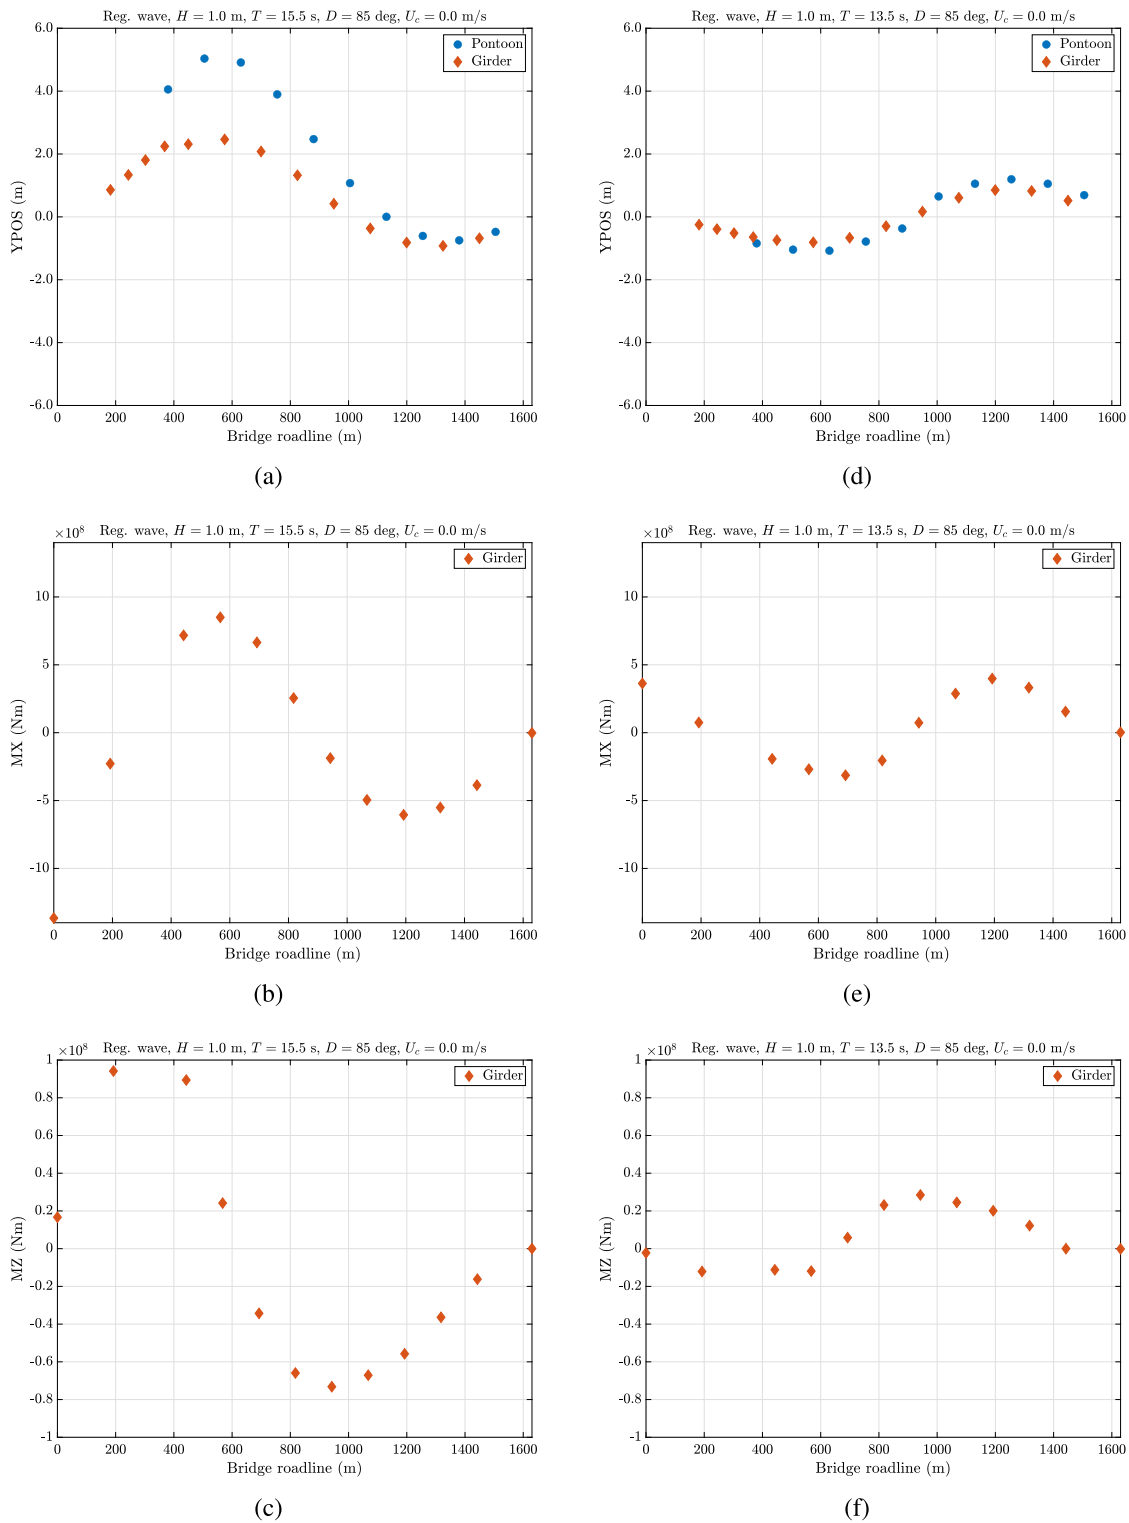 Reg. wave, H = 1.0 m, T = 15.5 s, D = 85 deg, U_c = 0.0 m/s
6.0
4.0
2.0
0.0
-2.0
-4.0
-6.0
YPOS (m)
Pontoon
Girder
0 200 400 600 800 1000 1200 1400 1600
Bridge roadline (m)
(a)
Reg. wave, H = 1.0 m, T = 13.5 s, D = 85 deg, U_c = 0.0 m/s
6.0
4.0
2.0
0.0
-2.0
-4.0
-6.0
YPOS (m)
Pontoon
Girder
0 200 400 600 800 1000 1200 1400 1600
Bridge roadline (m)
(d)
×10⁸ Reg. wave, H = 1.0 m, T = 15.5 s, D = 85 deg, U_c = 0.0 m/s
10
5
0
-5
-10
MX (Nm)
Girder
0 200 400 600 800 1000 1200 1400 1600
Bridge roadline (m)
(b)
×10⁸ Reg. wave, H = 1.0 m, T = 13.5 s, D = 85 deg, U_c = 0.0 m/s
10
5
0
-5
-10
MX (Nm)
Girder
0 200 400 600 800 1000 1200 1400 1600
Bridge roadline (m)
(e)
×10⁸ Reg. wave, H = 1.0 m, T = 15.5 s, D = 85 deg, U_c = 0.0 m/s
1
0.8
0.6
0.4
0.2
0
-0.2
-0.4
-0.6
-0.8
-1
MZ (Nm)
Girder
0 200 400 600 800 1000 1200 1400 1600
Bridge roadline (m)
(c)
×10⁸ Reg. wave, H = 1.0 m, T = 13.5 s, D = 85 deg, U_c = 0.0 m/s
1
0.8
0.6
0.4
0.2
0
-0.2
-0.4
-0.6
-0.8
-1
MZ (Nm)
Girder
0 200 400 600 800 1000 1200 1400 1600
Bridge roadline (m)
(f)